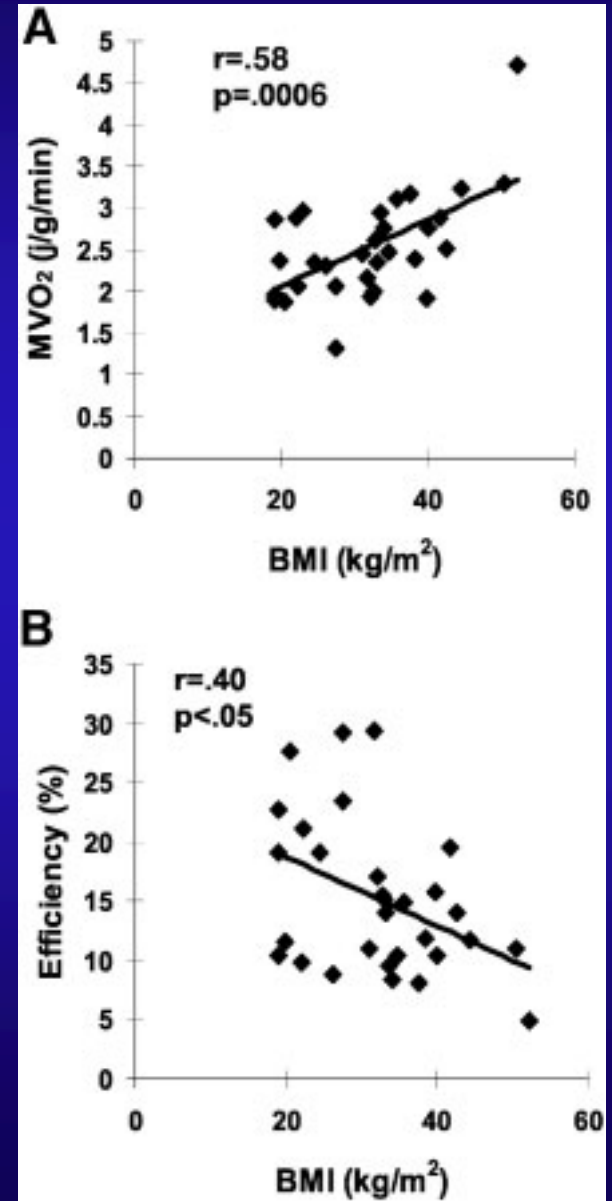 A
r=.58
p=.0006
MVO₂ (j/g/min)
5
4.5
4
3.5
3
2.5
2
1.5
1
0.5
0
0 20 40 60
BMI (kg/m²)
B
r=.40
p<.05
Efficiency (%)
35
30
25
20
15
10
5
0
0 20 40 60
BMI (kg/m²)